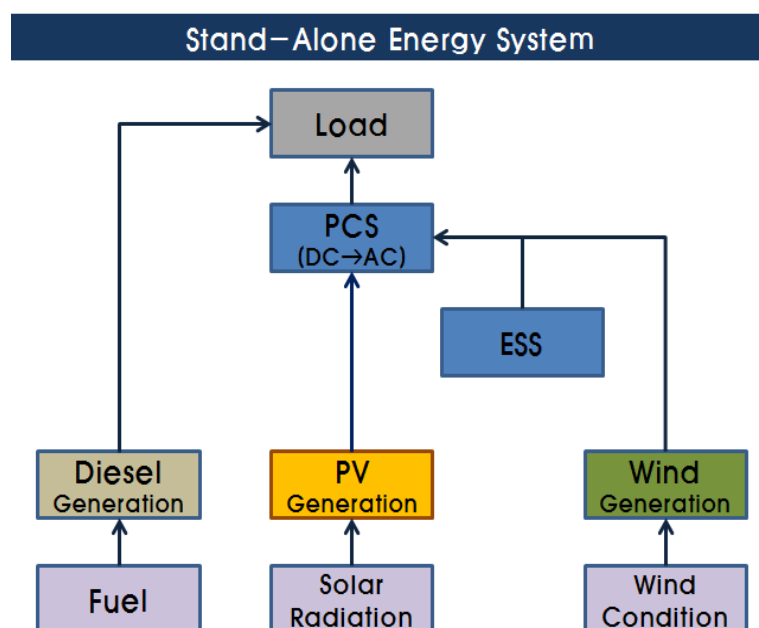 Stand-Alone Energy System
Load
PCS
(DC→AC)
ESS
Diesel
Generation
PV
Generation
Wind
Generation
Fuel
Solar
Radiation
Wind
Condition